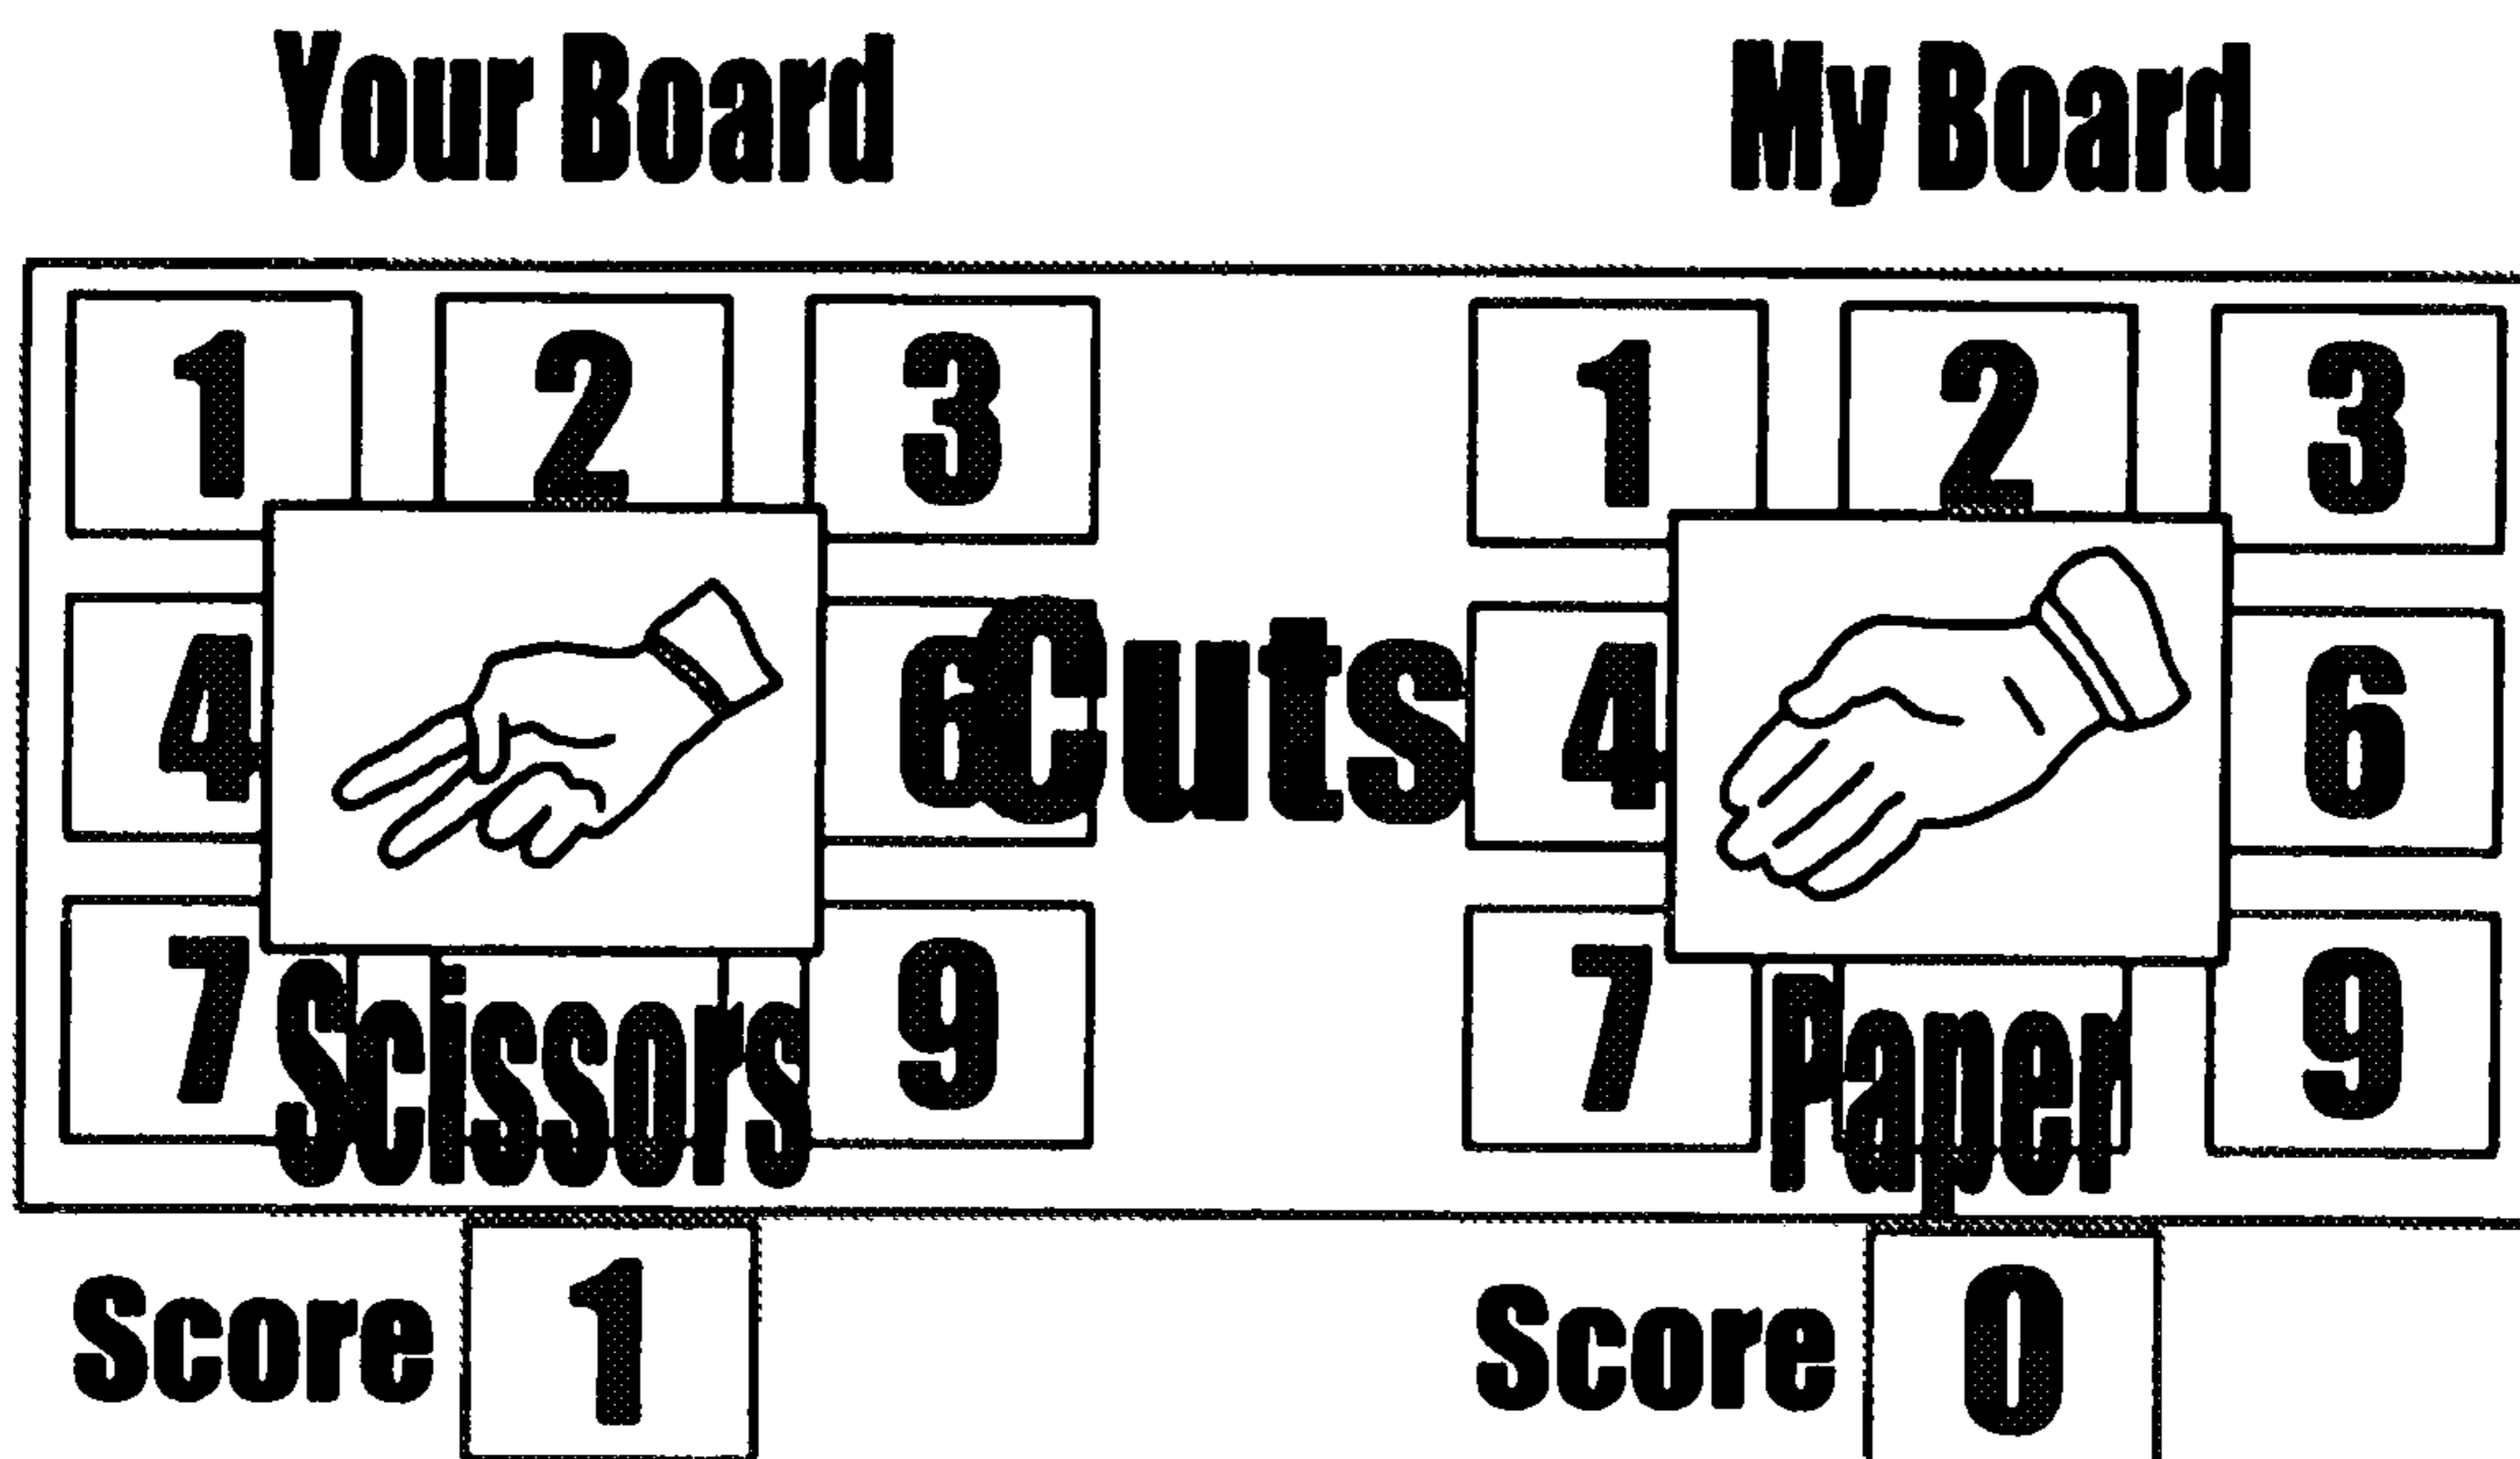 Your Board My Board
1 2 3 1 2 3
4 6 Cuts 4 6
7 Scissors 9 7 Paper 9
Score 1 Score 0